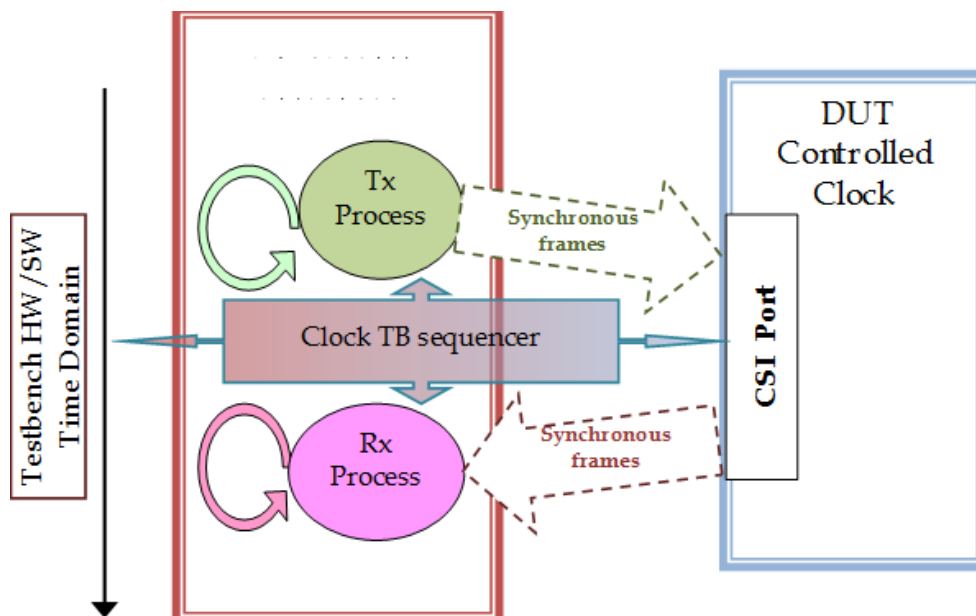 Testbench HW/SW
Time Domain
Tx
Process
Synchronous
frames
Clock TB sequencer
Rx
Process
Synchronous
frames
DUT
Controlled
Clock
CSI Port